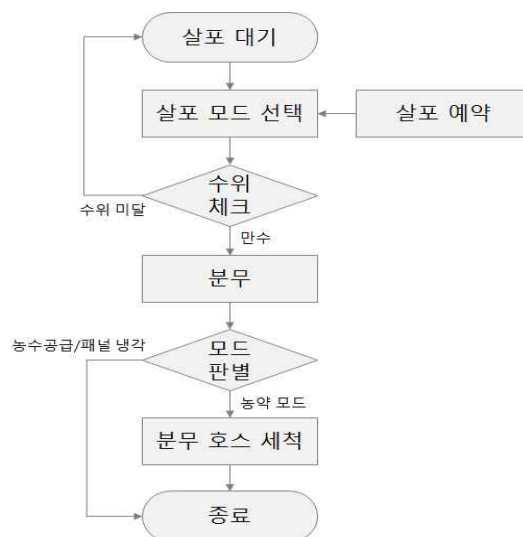 살포 대기
살포 모드 선택
살포 예약
수위
체크
수위 미달
만수
분무
농수공급/패널 냉각
모드
판별
농약 모드
분무 호스 세척
종료